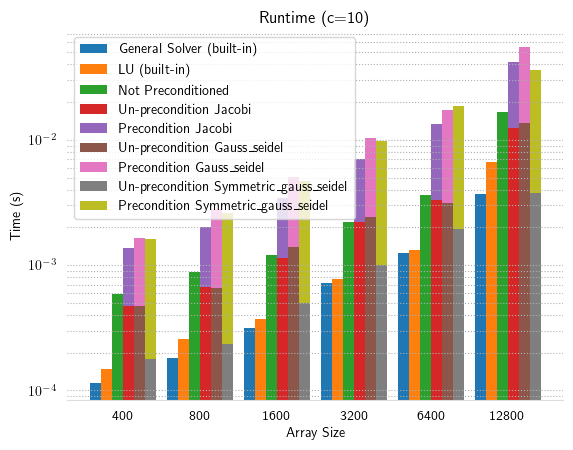 Runtime (c=10)
General Solver (built-in)
LU (built-in)
Not Preconditioned
Un-precondition Jacobi
Precondition Jacobi
Un-precondition Gauss_seidel
Precondition Gauss_seidel
Un-precondition Symmetric_gauss_seidel
Precondition Symmetric_gauss_seidel
Time (s)
10⁻²
10⁻³
10⁻⁴
400 800 1600 3200 6400 12800
Array Size